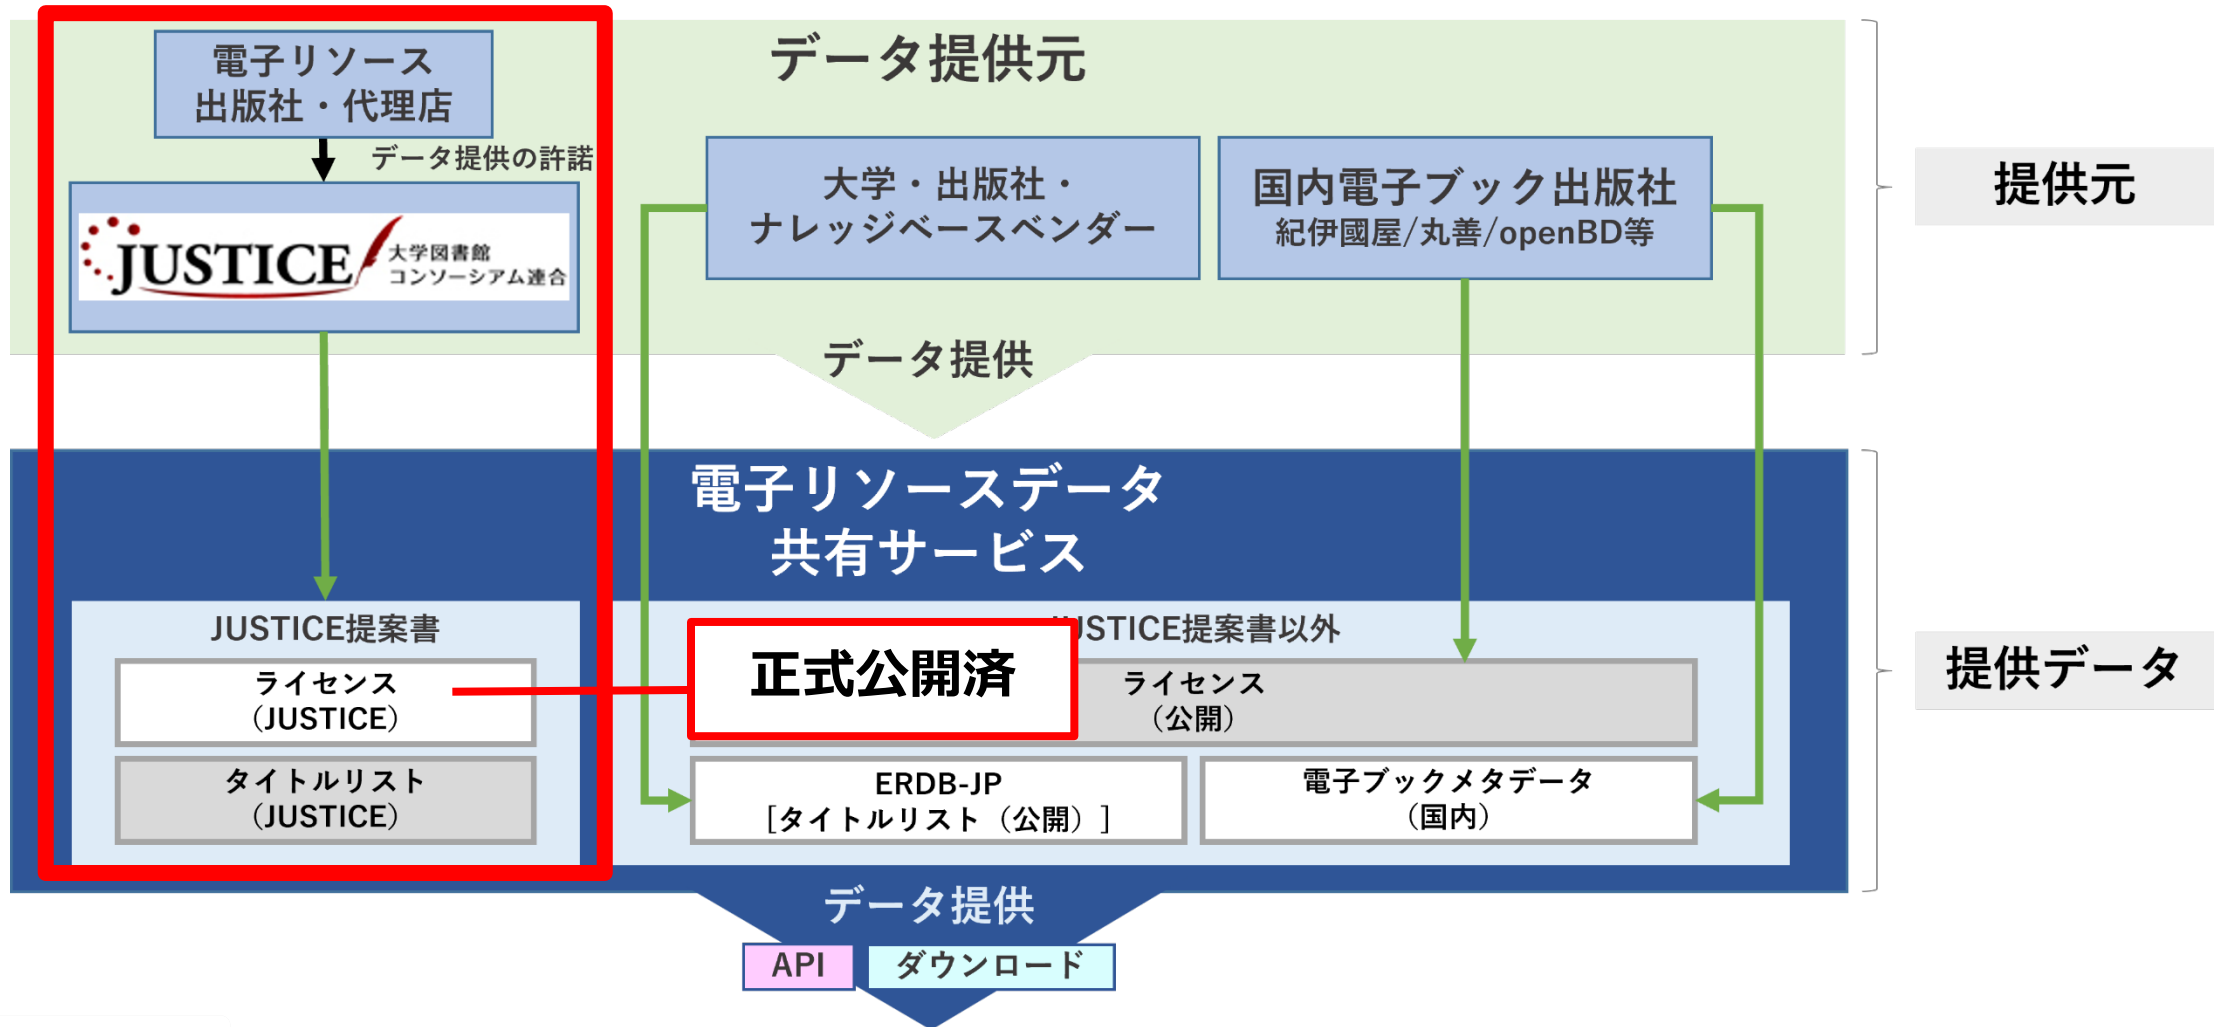 電子リソース
出版社・代理店
データ提供の許諾
JUSTICE
大学図書館
コンソーシアム連合
データ提供元
大学・出版社・
ナレッジベースベンダー
国内電子ブック出版社
紀伊國屋/丸善/openBD等
提供元
データ提供
電子リソースデータ
共有サービス
JUSTICE提案書
ライセンス
(JUSTICE)
タイトルリスト
(JUSTICE)
正式公開済
USTICE提案書以外
ライセンス
(公開)
ERDB-JP
[タイトルリスト（公開）]
電子ブックメタデータ
(国内)
提供データ
データ提供
API
ダウンロード